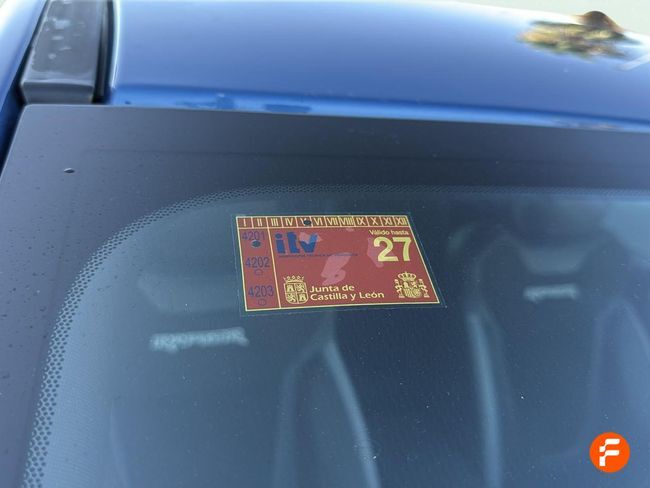 I II III IV V VI VII VIII IX X XI XII
4201 itv Válido hasta
27
4202
4203 Junta de
Castilla y León